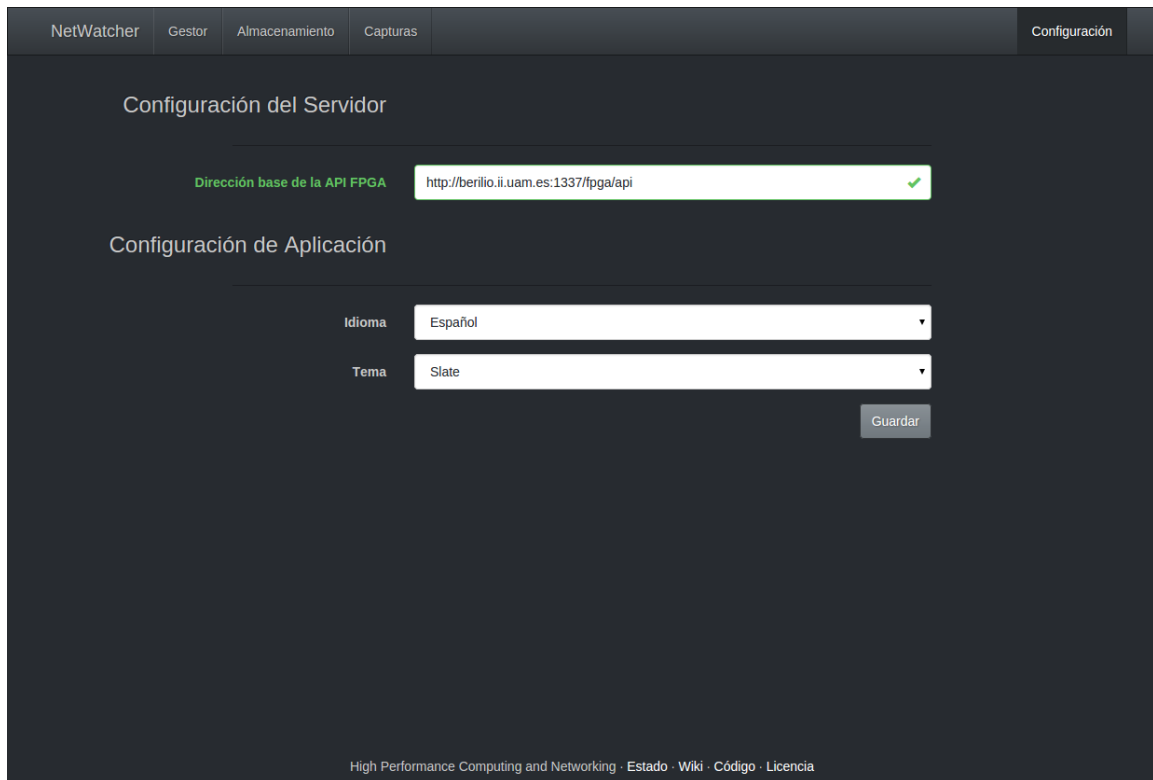 NetWatcher Gestor Almacenamiento Capturas Configuración
Configuración del Servidor
Dirección base de la API FPGA http://berilio.ii.uam.es:1337/fpga/api
Configuración de Aplicación
Idioma Español
Tema Slate
Guardar
High Performance Computing and Networking · Estado · Wiki · Código · Licencia